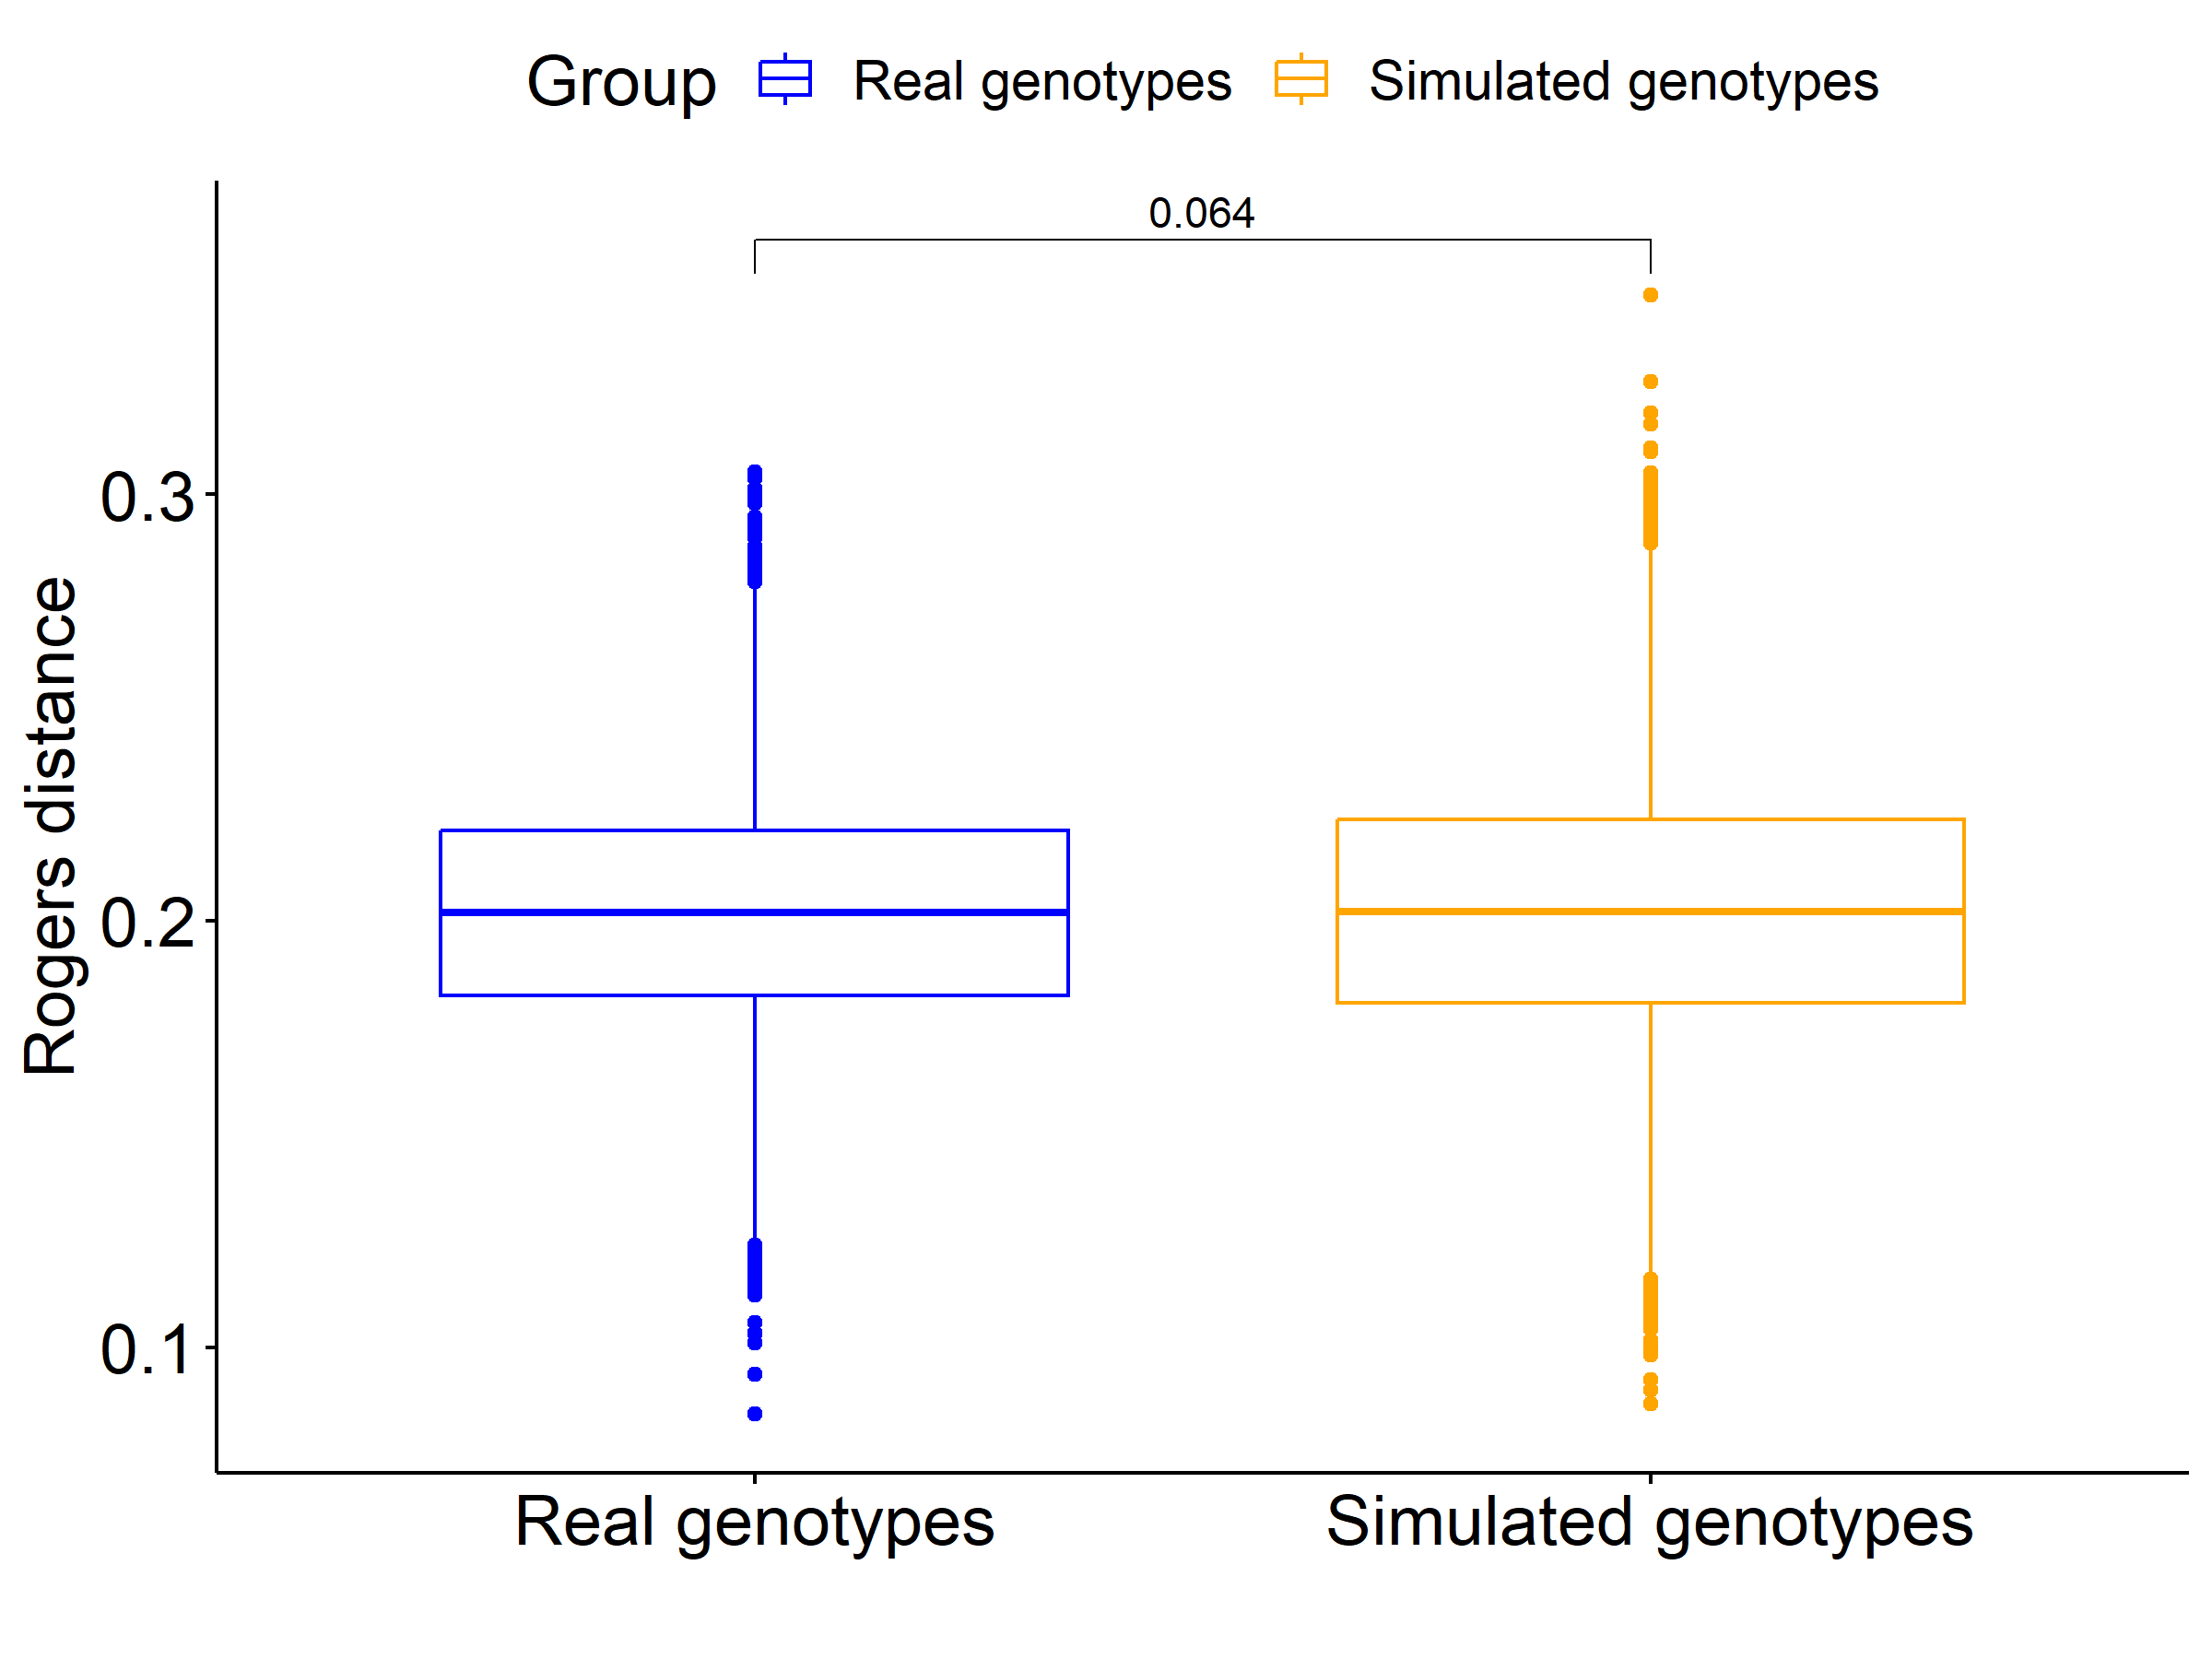 Group Real genotypes Simulated genotypes
0.064
0.3
0.2
0.1
Rogers distance
Real genotypes Simulated genotypes